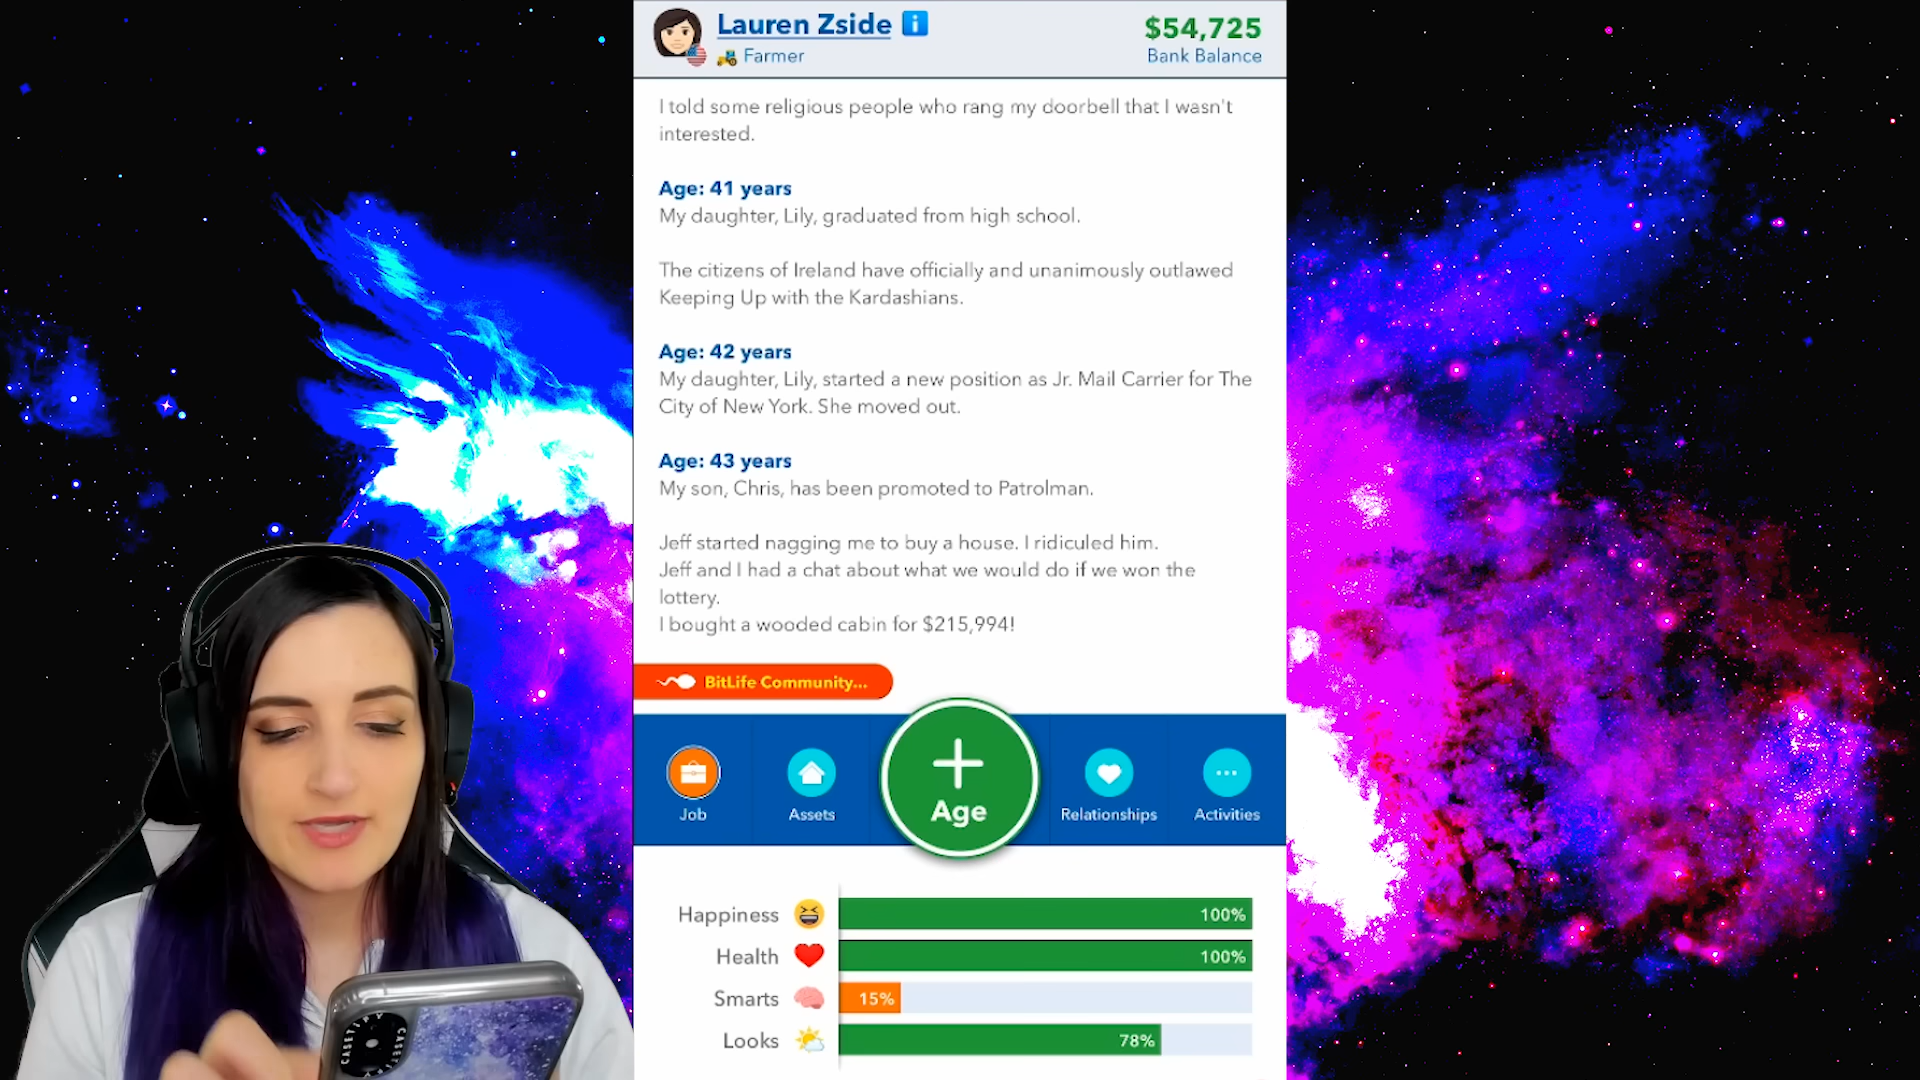 Lauren Zside
Farmer
$54,725
Bank Balance
I told some religious people who rang my doorbell that I wasn't
interested.
Age: 41 years
My daughter, Lily, graduated from high school.
The citizens of Ireland have officially and unanimously outlawed
Keeping Up with the Kardashians.
Age: 42 years
My daughter, Lily, started a new position as Jr. Mail Carrier for The
City of New York. She moved out.
Age: 43 years
My son, Chris, has been promoted to Patrolman.
Jeff started nagging me to buy a house. I ridiculed him.
Jeff and I had a chat about what we would do if we won the
lottery.
I bought a wooded cabin for $215,994!
BitLife Community...
Job
Assets
Age
Relationships
Activities
Happiness 100%
Health 100%
Smarts 15%
Looks 78%
CASETIFY
CASETIFY